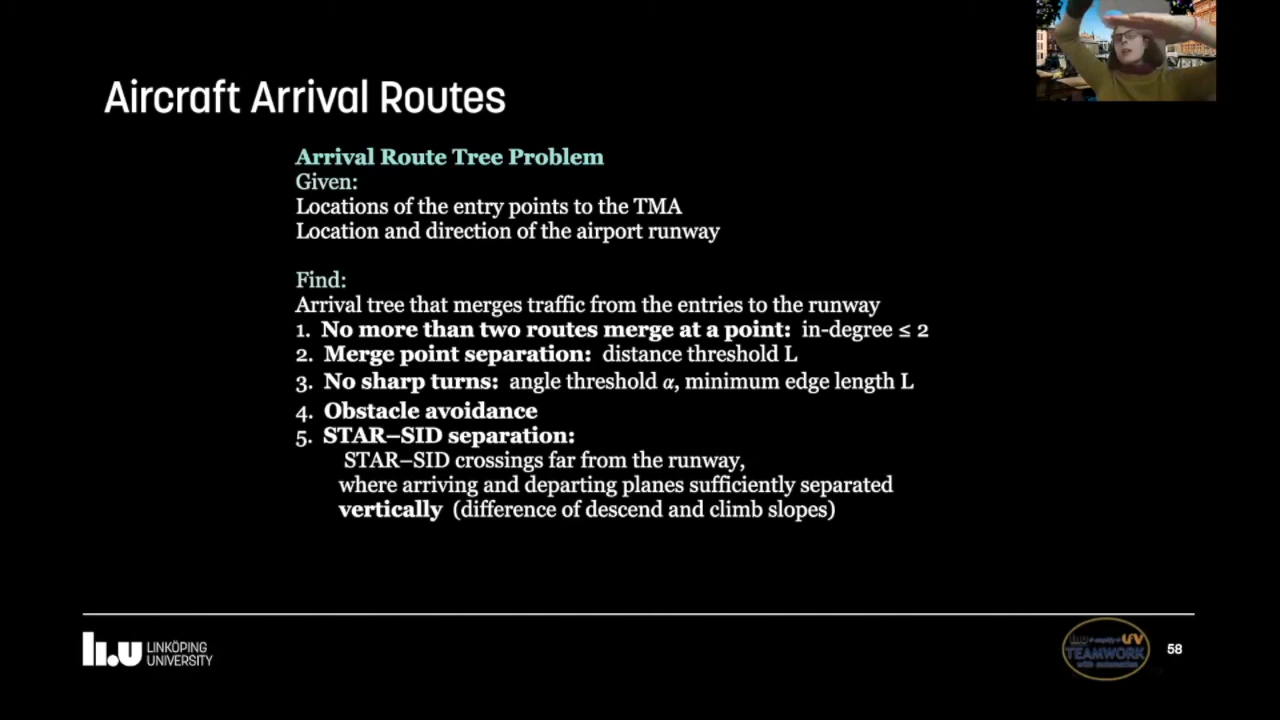 Aircraft Arrival Routes
Arrival Route Tree Problem
Given:
Locations of the entry points to the TMA
Location and direction of the airport runway
Find:
Arrival tree that merges traffic from the entries to the runway
1. No more than two routes merge at a point: in-degree ≤ 2
2. Merge point separation: distance threshold L
3. No sharp turns: angle threshold α, minimum edge length L
4. Obstacle avoidance
5. STAR–SID separation:
STAR–SID crossings far from the runway,
where arriving and departing planes sufficiently separated
vertically (difference of descend and climb slopes)
LINKÖPING
UNIVERSITY
LFV
TEAMWORK
with automation
58